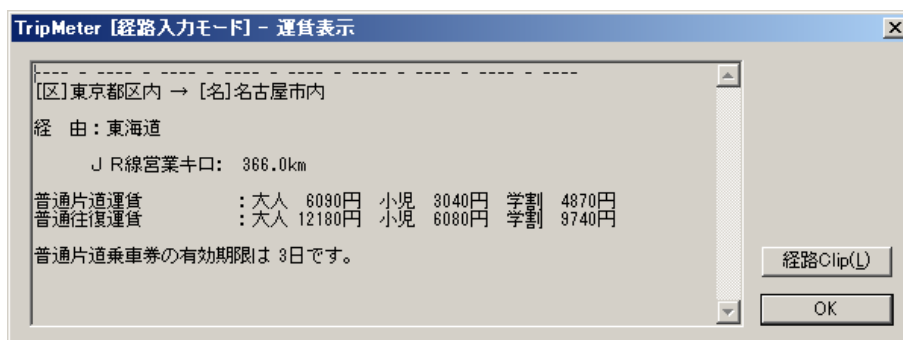 TripMeter [経路入力モード] - 運賃表示
---- - ---- - ---- - ---- - ---- - ---- - ---- - ---- - ----
[区]東京都区内 → [名]名古屋市内
経　由：東海道
ＪＲ線営業キロ:　366.0km
普通片道運賃　　　　　：大人　6090円　小児　3040円　学割　4870円
普通往復運賃　　　　　：大人 12180円　小児　6080円　学割　9740円
普通片道乗車券の有効期限は 3日です。
経路Clip(L)
OK